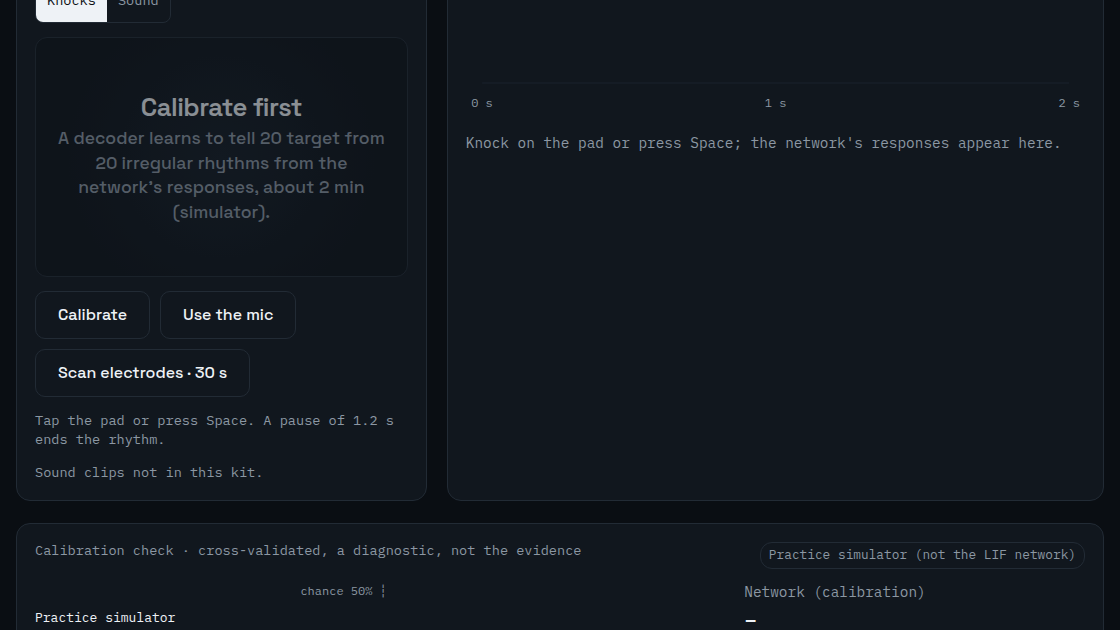 Knocks Sound
Calibrate first
A decoder learns to tell 20 target from
20 irregular rhythms from the
network's responses, about 2 min
(simulator).
Calibrate
Use the mic
Scan electrodes · 30 s
Tap the pad or press Space. A pause of 1.2 s
ends the rhythm.
Sound clips not in this kit.
0 s 1 s 2 s
Knock on the pad or press Space; the network's responses appear here.
Calibration check · cross-validated, a diagnostic, not the evidence
Practice simulator (not the LIF network)
chance 50%
Network (calibration)
Practice simulator
—